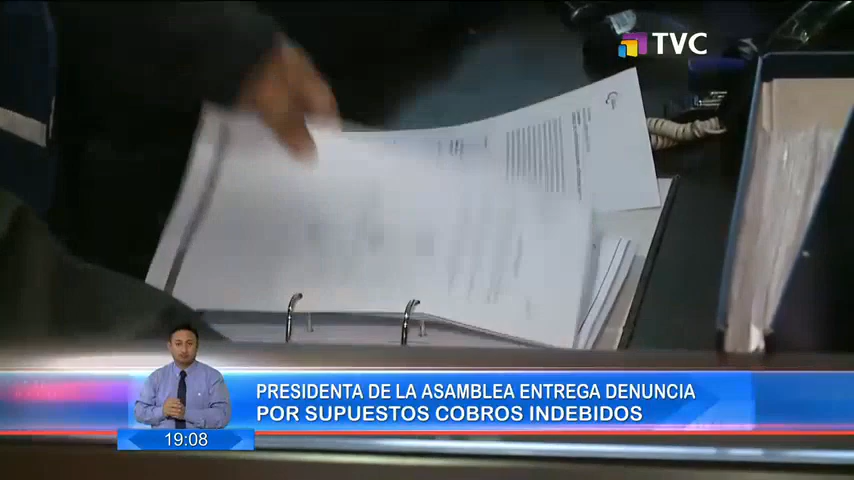 TVC
PRESIDENTA DE LA ASAMBLEA ENTREGA DENUNCIA
POR SUPUESTOS COBROS INDEBIDOS
19:08